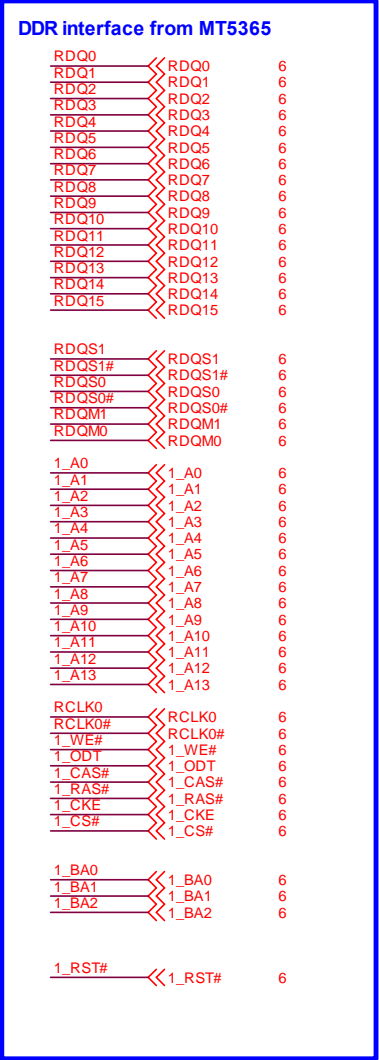 DDR interface from MT5365
RDQ0 RDQ0 6
RDQ1 RDQ1 6
RDQ2 RDQ2 6
RDQ3 RDQ3 6
RDQ4 RDQ4 6
RDQ5 RDQ5 6
RDQ6 RDQ6 6
RDQ7 RDQ7 6
RDQ8 RDQ8 6
RDQ9 RDQ9 6
RDQ10 RDQ10 6
RDQ11 RDQ11 6
RDQ12 RDQ12 6
RDQ13 RDQ13 6
RDQ14 RDQ14 6
RDQ15 RDQ15 6
RDQS1 RDQS1 6
RDQS1# RDQS1# 6
RDQS0 RDQS0 6
RDQS0# RDQS0# 6
RDQM1 RDQM1 6
RDQM0 RDQM0 6
1_A0 1_A0 6
1_A1 1_A1 6
1_A2 1_A2 6
1_A3 1_A3 6
1_A4 1_A4 6
1_A5 1_A5 6
1_A6 1_A6 6
1_A7 1_A7 6
1_A8 1_A8 6
1_A9 1_A9 6
1_A10 1_A10 6
1_A11 1_A11 6
1_A12 1_A12 6
1_A13 1_A13 6
RCLK0 RCLK0 6
RCLK0# RCLK0# 6
1_WE# 1_WE# 6
1_ODT 1_ODT 6
1_CAS# 1_CAS# 6
1_RAS# 1_RAS# 6
1_CKE 1_CKE 6
1_CS# 1_CS# 6
1_BA0 1_BA0 6
1_BA1 1_BA1 6
1_BA2 1_BA2 6
1_RST# 1_RST# 6